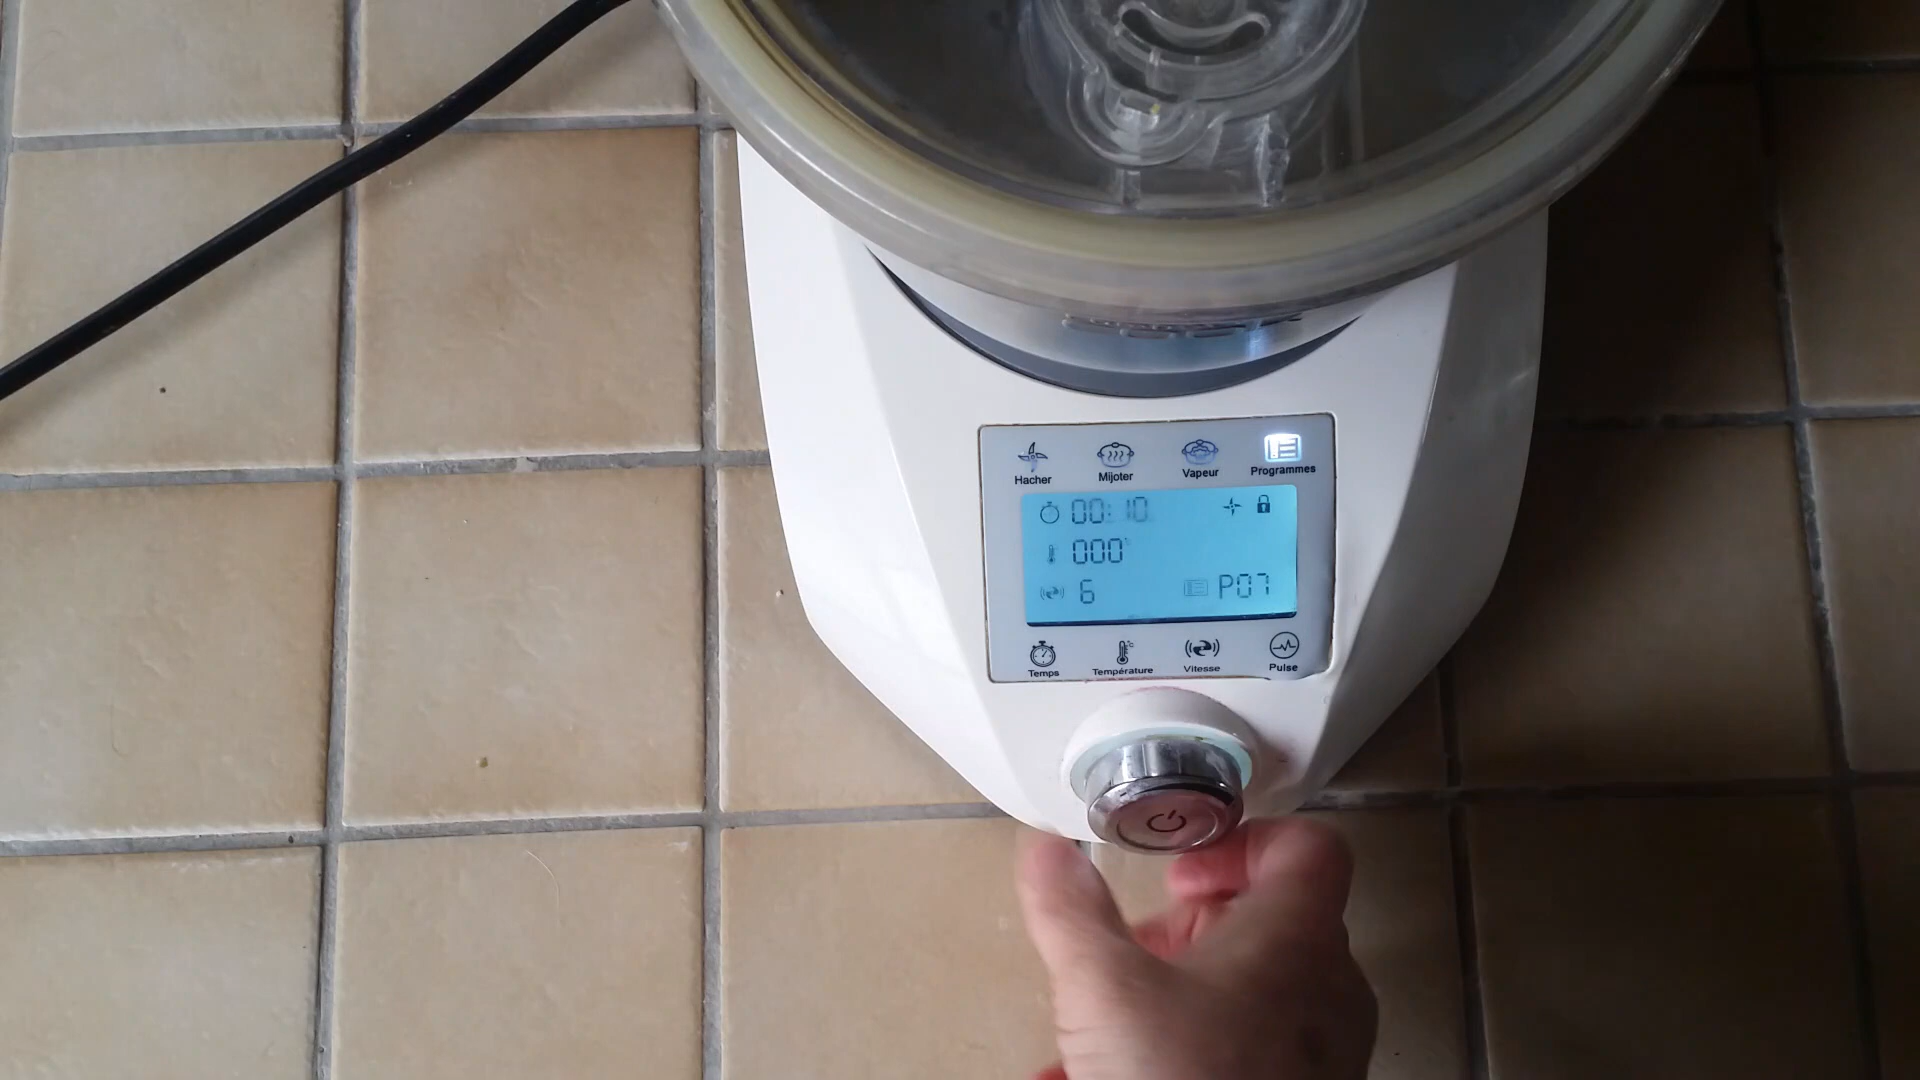 Hacher Mijoter Vapeur Programmes
00:10
000°
6 P07
Temps Température Vitesse Pulse